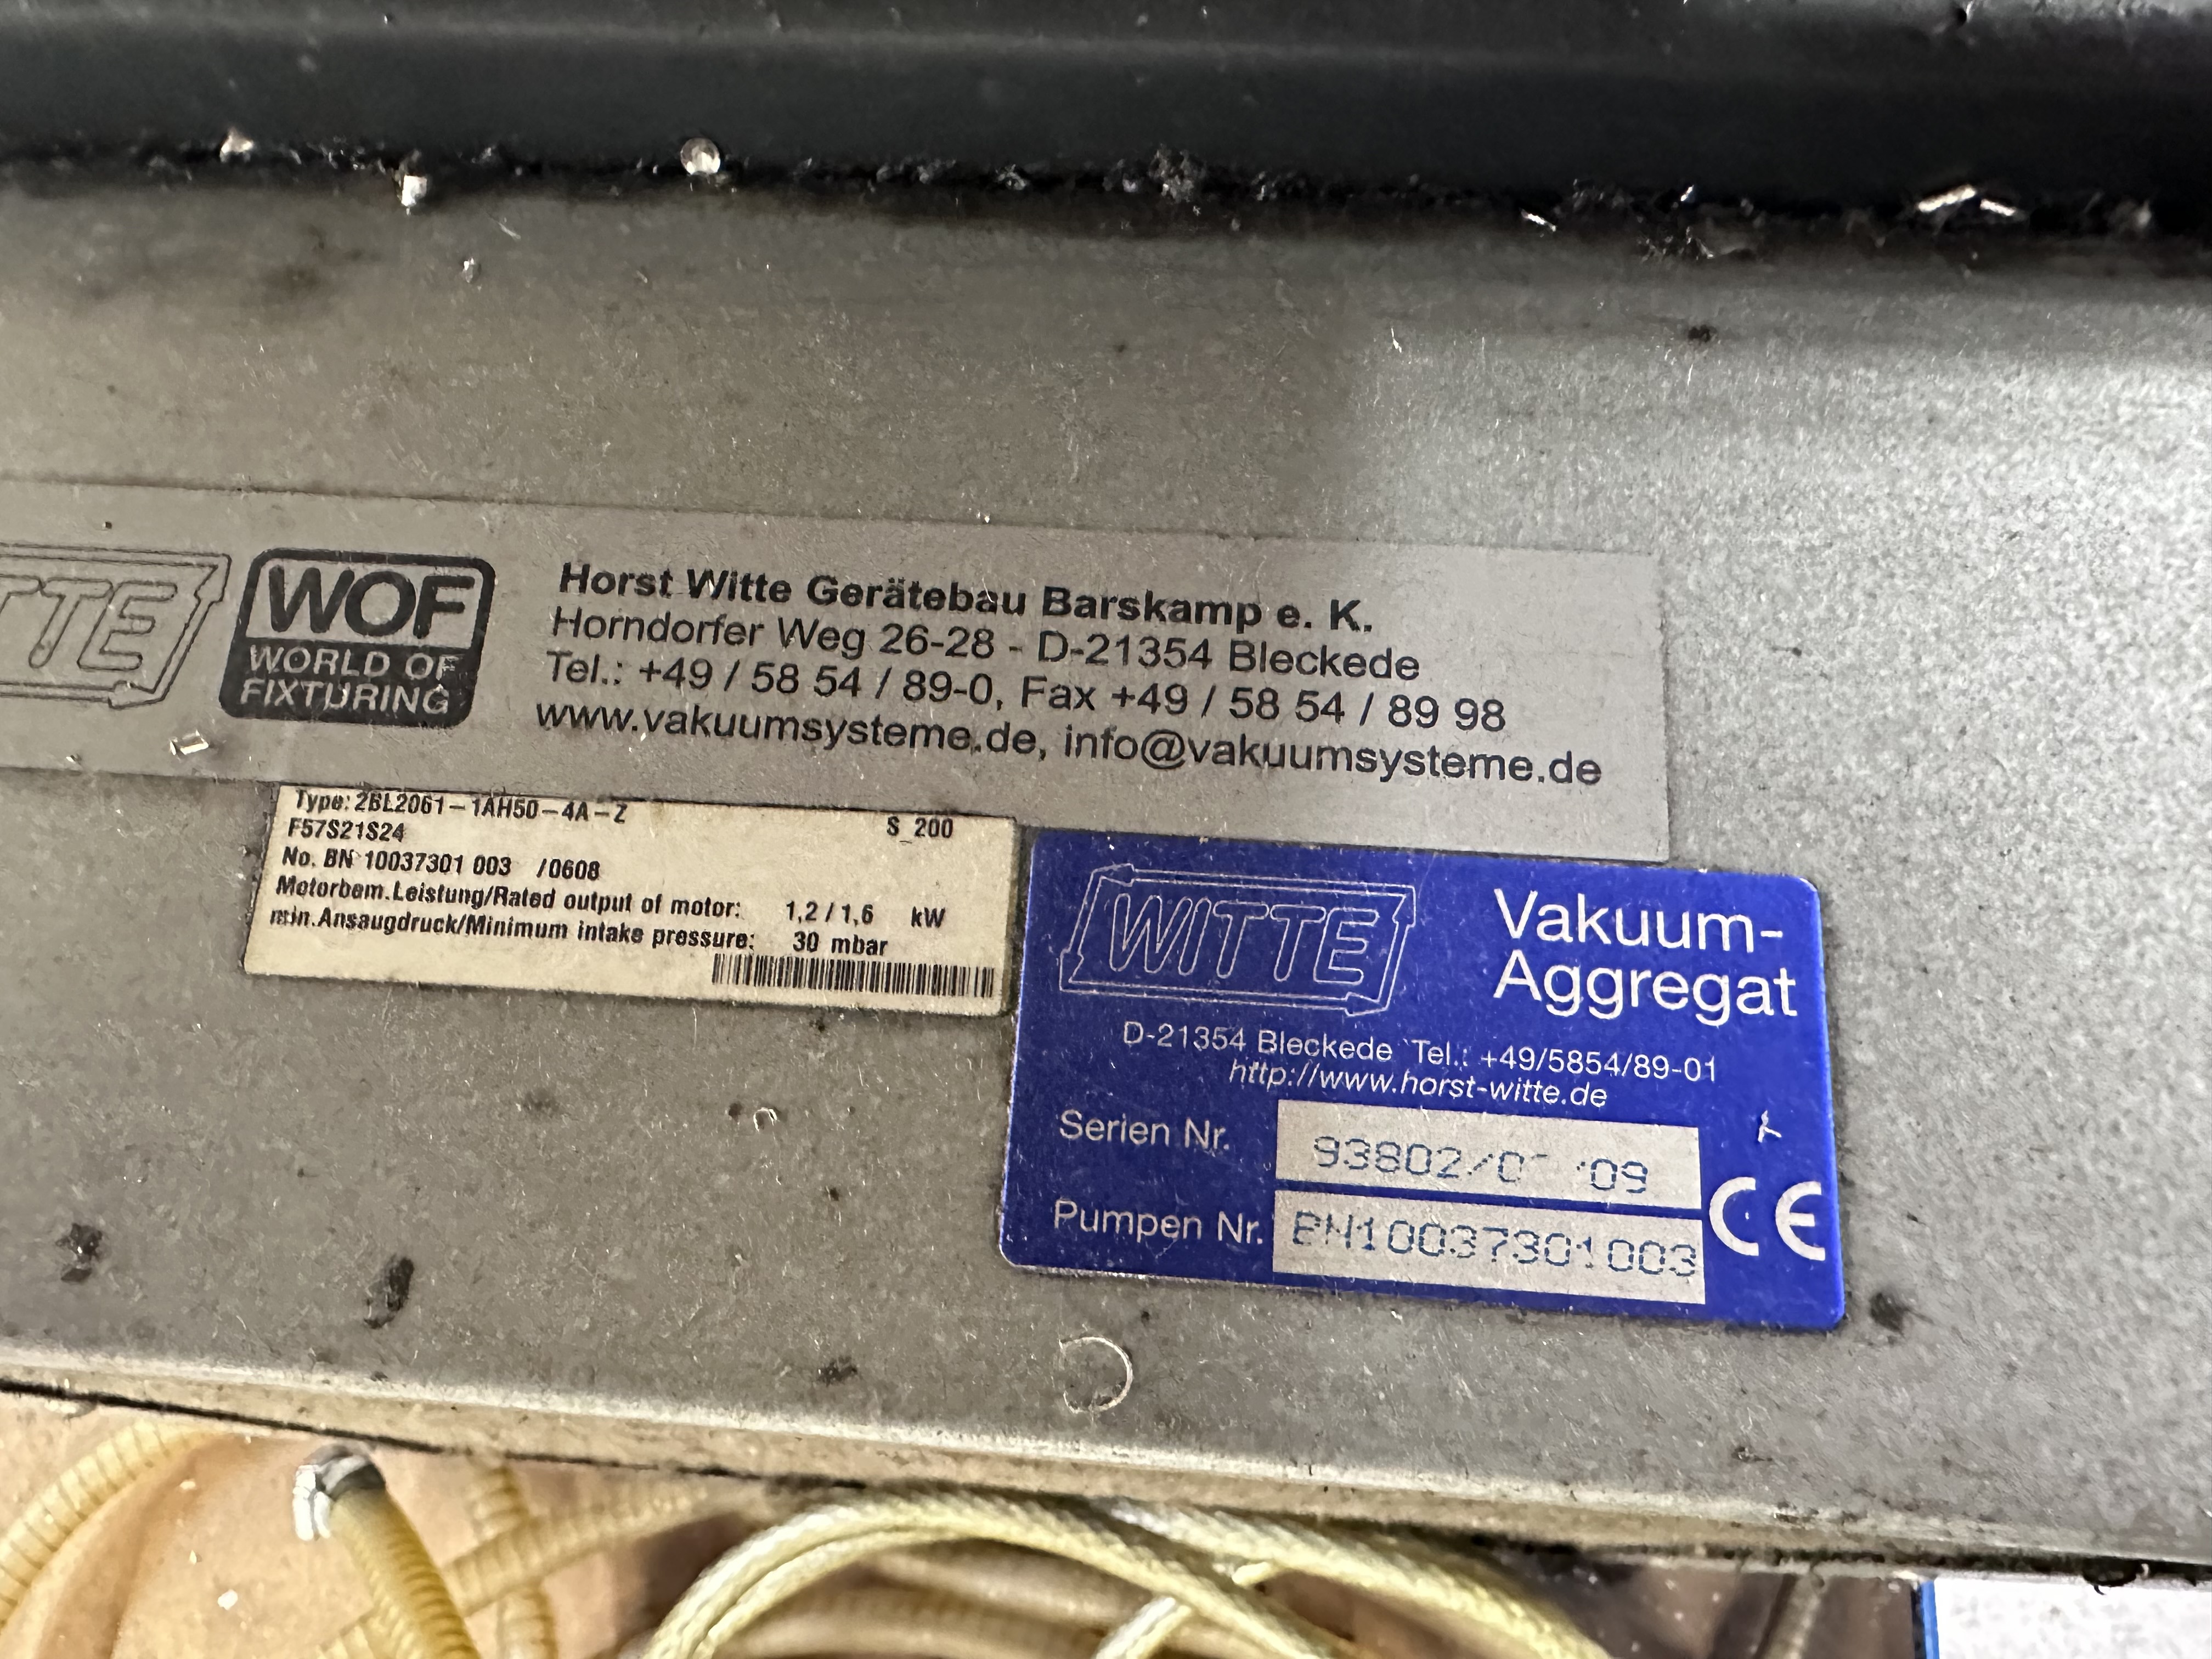 WOF
WORLD OF
FIXTURING
Horst Witte Gerätebau Barskamp e. K.
Horndorfer Weg 26-28 - D-21354 Bleckede
Tel.: +49 / 58 54 / 89-0, Fax +49 / 58 54 / 89 98
www.vakuumsysteme.de, info@vakuumsysteme.de
Type: 2BL2061-1AH50-4A-Z S_200
F57S21S24
No. BN 10037301 003 /0608
Motorbem.Leistung/Rated output of motor: 1,2 / 1,6 kW
min.Ansaugdruck/Minimum intake pressure: 30 mbar
WITTE
Vakuum-
Aggregat
D-21354 Bleckede Tel.: +49/5854/89-01
http://www.horst-witte.de
Serien Nr.
Pumpen Nr. BN10037301003
CE